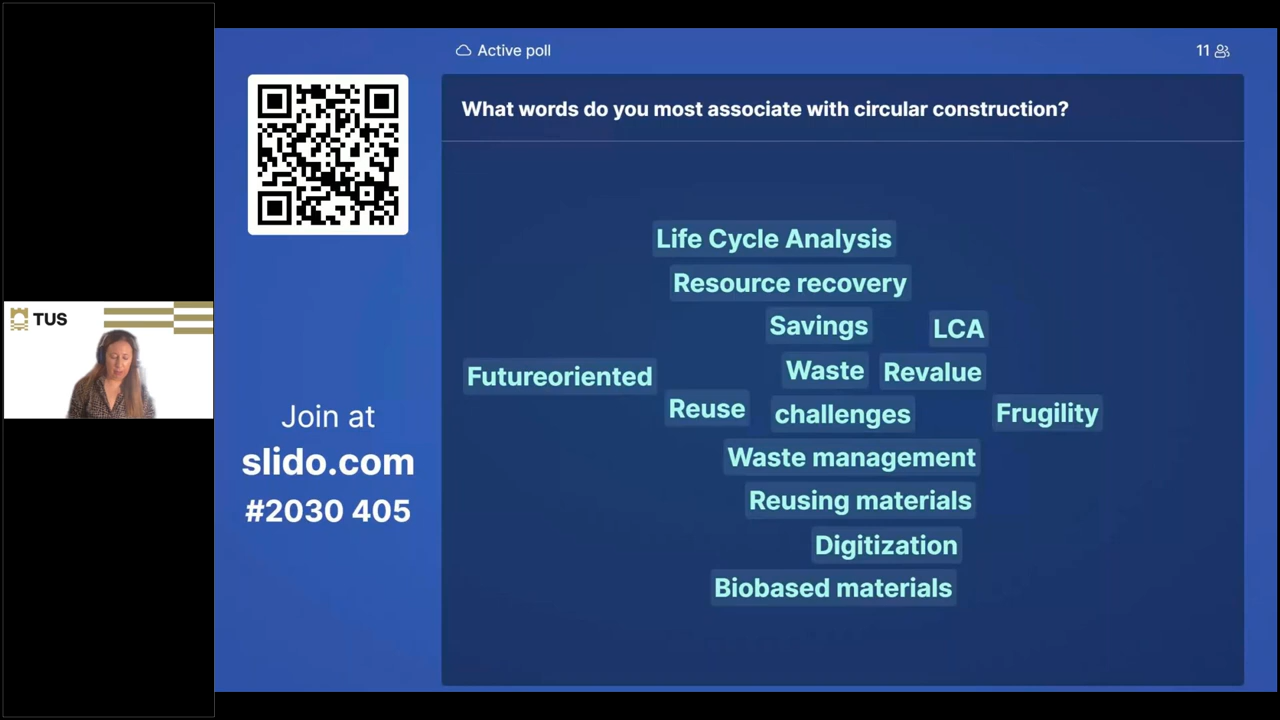 Active poll
11
What words do you most associate with circular construction?
Life Cycle Analysis
Resource recovery
Savings
LCA
Futureoriented
Waste
Revalue
Reuse
challenges
Frugility
Waste management
Reusing materials
Digitization
Biobased materials
TUS
Join at
slido.com
#2030 405